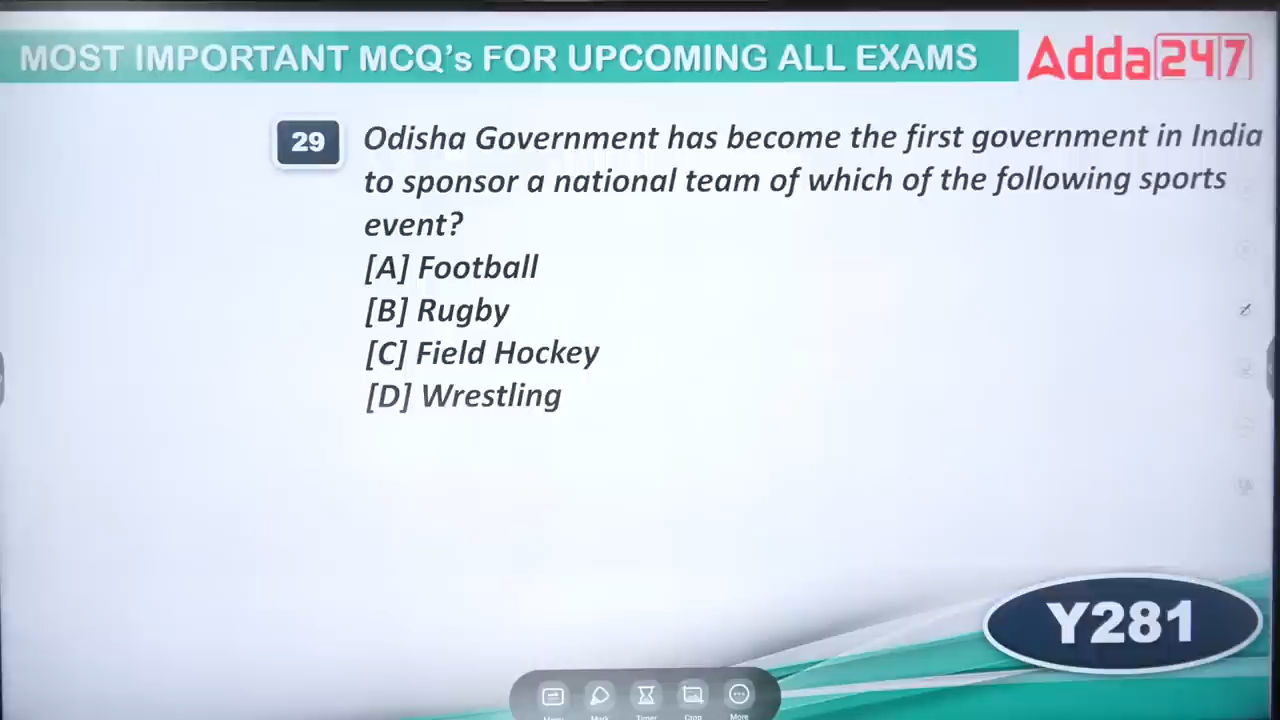 MOST IMPORTANT MCQ's FOR UPCOMING ALL EXAMS
Adda247
29
Odisha Government has become the first government in India
to sponsor a national team of which of the following sports
event?
[A] Football
[B] Rugby
[C] Field Hockey
[D] Wrestling
Y281
More